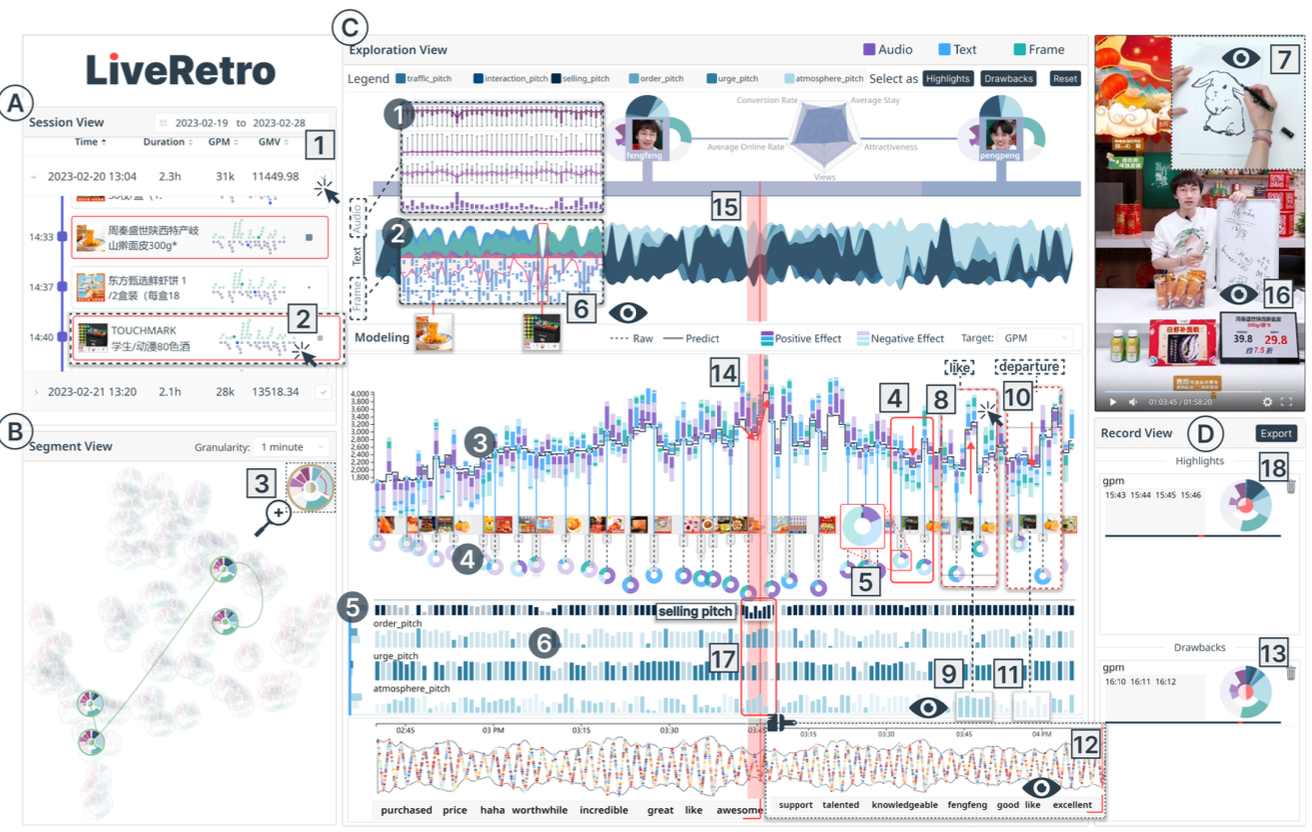 LiveRetro
A
Session View
2023-02-19 to 2023-02-28
Time Duration GPM GMV
1
2023-02-20 13:04 2.3h 31k 11449.98
14:33
周秦盛世陕西特产岐
山擀面皮300g*
14:37
东方甄选鲜虾饼 1
/2盒装（每盒18
2
14:40
TOUCHMARK
学生/动漫80色酒
2023-02-21 13:20 2.1h 28k 13518.34
B
Segment View
Granularity: 1 minute
3
C
Exploration View
Audio Text Frame
Legend traffic_pitch interaction_pitch selling_pitch order_pitch urge_pitch atmosphere_pitch Select as Highlights Drawbacks Reset
1
Conversion Rate Average Stay
fengfeng
Average Online Rate Attractiveness
pengpeng
Views
15
Audio
Text
Frame
2
6
Modeling
Raw Predict Positive Effect Negative Effect Target: GPM
14
like
departure
4 8 10
4,000
3,800
3,600
3,400
3,200
3,000
2,800
2,600
2,400
2,200
2,000
1,800
3
4
5
5
selling pitch
order_pitch
6
urge_pitch
17
atmosphere_pitch
9 11
02:45 03 PM 03:15 03:30 03:45
03:15 03:30 03:45 04 PM
12
purchased price haha worthwhile incredible great like awesome
support talented knowledgeable fengfeng good like excellent
7
16
39.8 29.8
约7.5折
01:03:45 / 01:58:20
Record View
D
Export
Highlights
18
gpm
15:43 15:44 15:45 15:46
Drawbacks
13
gpm
16:10 16:11 16:12